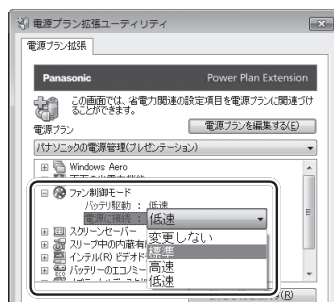 電源プラン拡張ユーティリティ
電源プラン拡張
Panasonic Power Plan Extension
この画面では、省電力関連の設定項目を電源プランに関連づけ
ることができます。
電源プラン
電源プランを編集する(E)
パナソニックの電源管理(プレゼンテーション)
Windows Aero
ファン制御モード
バッテリ駆動 : 低速
電源に接続 : 低速
スクリーンセーバー
変更しない
標準
スリープ中の内蔵有
高速
インテル(R) ビデオド
低速
バッテリーのエコノミー
(R)